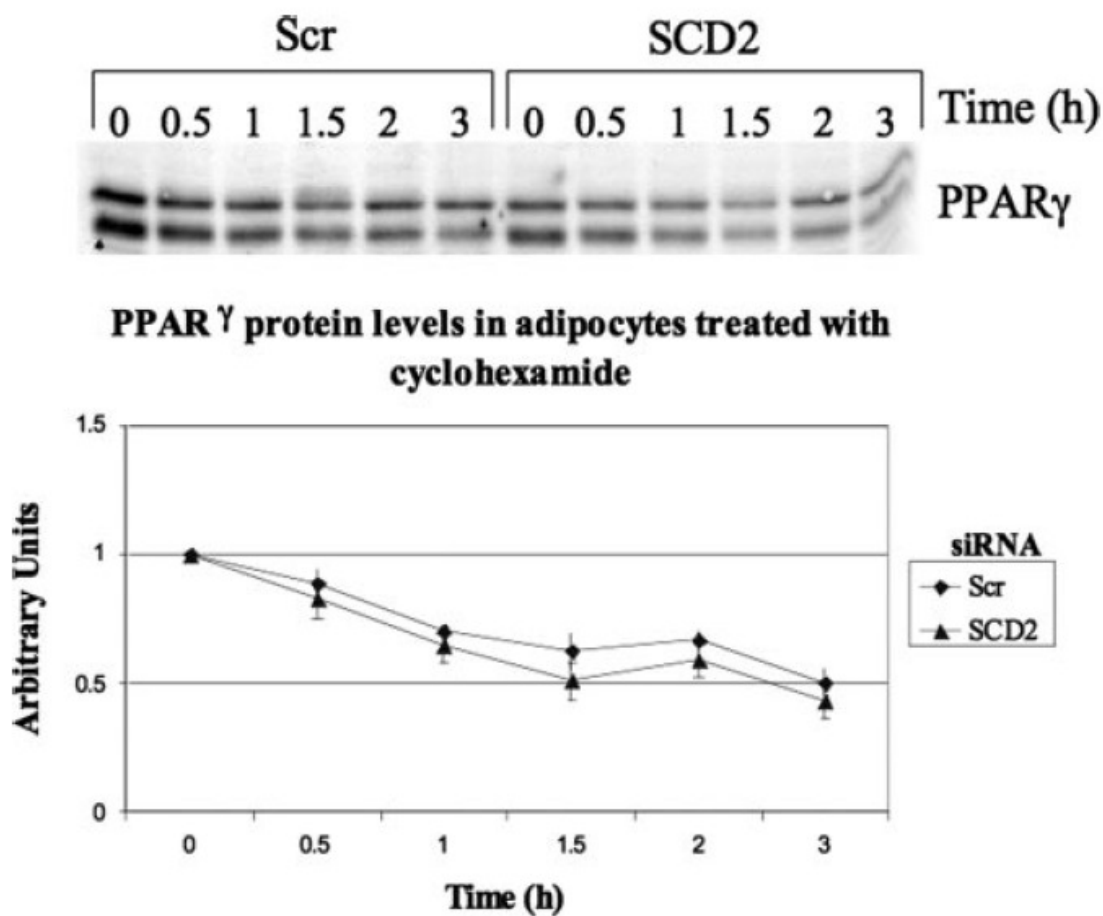 Scr SCD2
0 0.5 1 1.5 2 3 0 0.5 1 1.5 2 3 Time (h)
PPARγ
PPAR γ protein levels in adipocytes treated with
cyclohexamide
1.5
1
0.5
0
Arbitrary Units
siRNA
Scr
SCD2
0 0.5 1 1.5 2 3
Time (h)